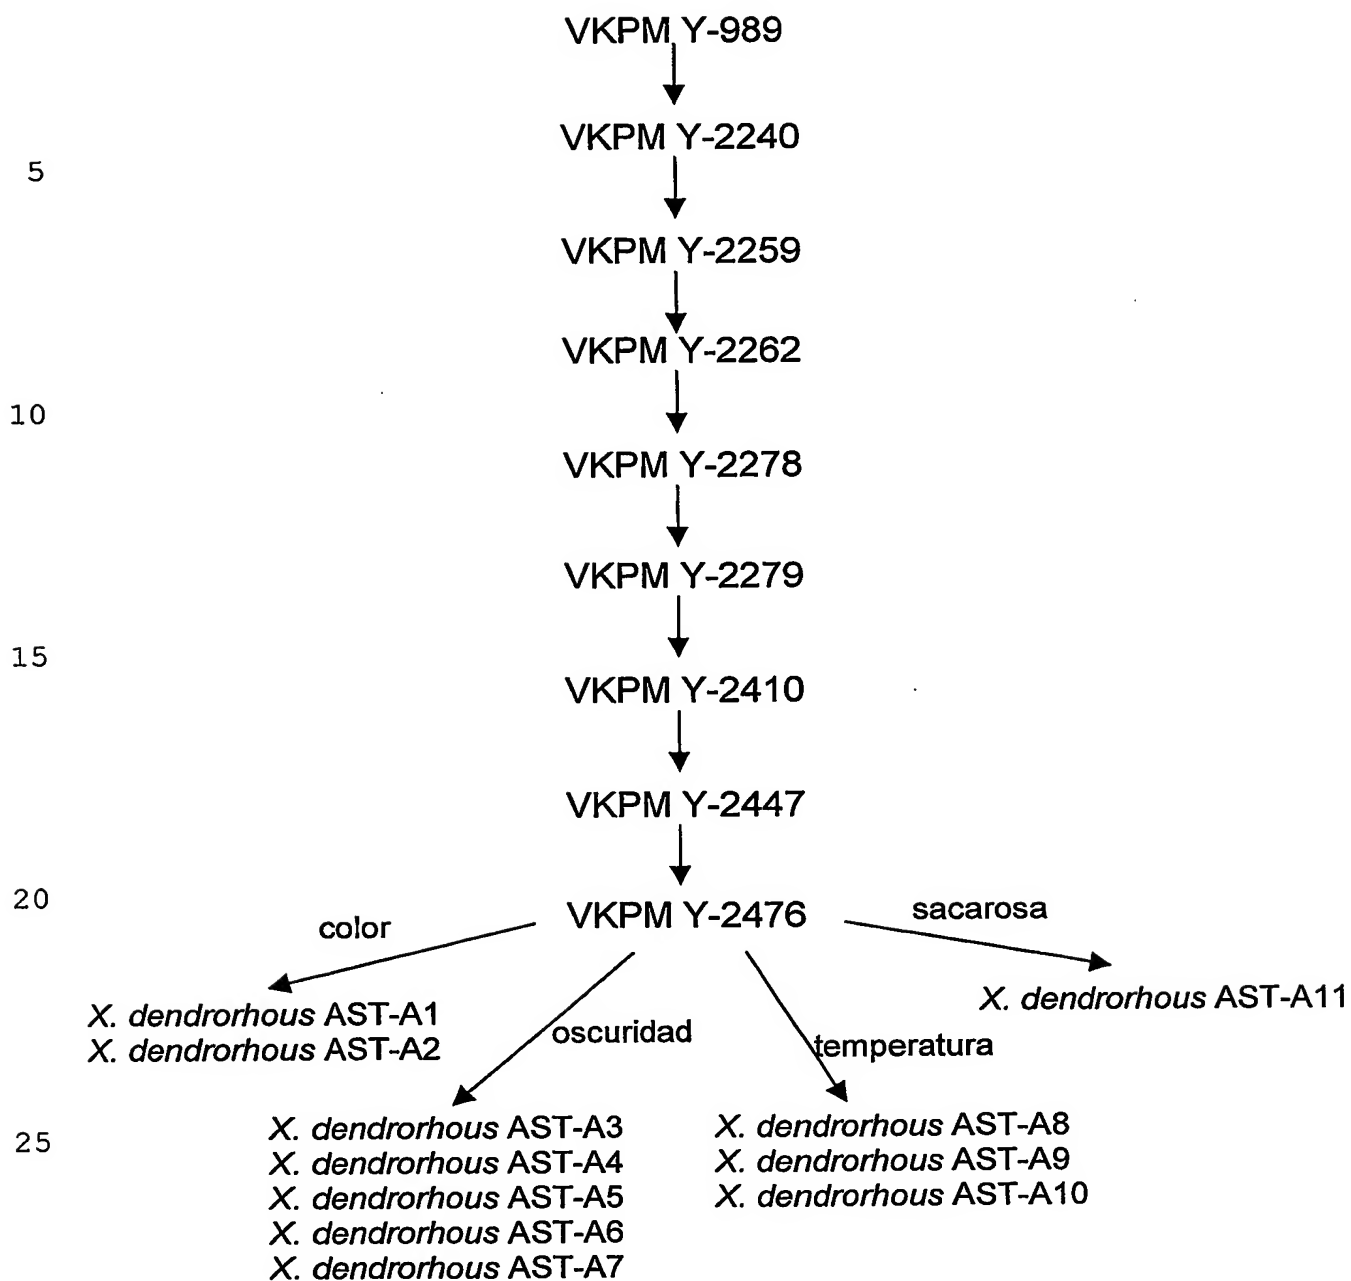 VKPM Y-989
VKPM Y-2240
5
VKPM Y-2259
VKPM Y-2262
10
VKPM Y-2278
VKPM Y-2279
15
VKPM Y-2410
VKPM Y-2447
20
VKPM Y-2476
color
sacarosa
X. dendrorhous AST-A1
X. dendrorhous AST-A2
X. dendrorhous AST-A11
oscuridad
temperatura
25
X. dendrorhous AST-A3
X. dendrorhous AST-A4
X. dendrorhous AST-A5
X. dendrorhous AST-A6
X. dendrorhous AST-A7
X. dendrorhous AST-A8
X. dendrorhous AST-A9
X. dendrorhous AST-A10